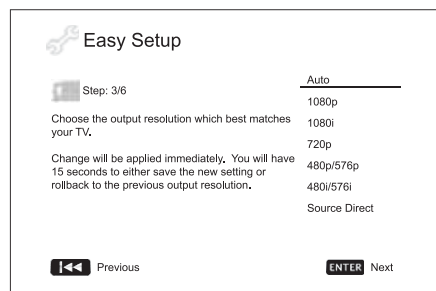 Easy Setup
Step: 3/6
Choose the output resolution which best matches
your TV.
Change will be applied immediately. You will have
15 seconds to either save the new setting or
rollback to the previous output resolution.
Auto
1080p
1080i
720p
480p/576p
480i/576i
Source Direct
Previous
ENTER Next